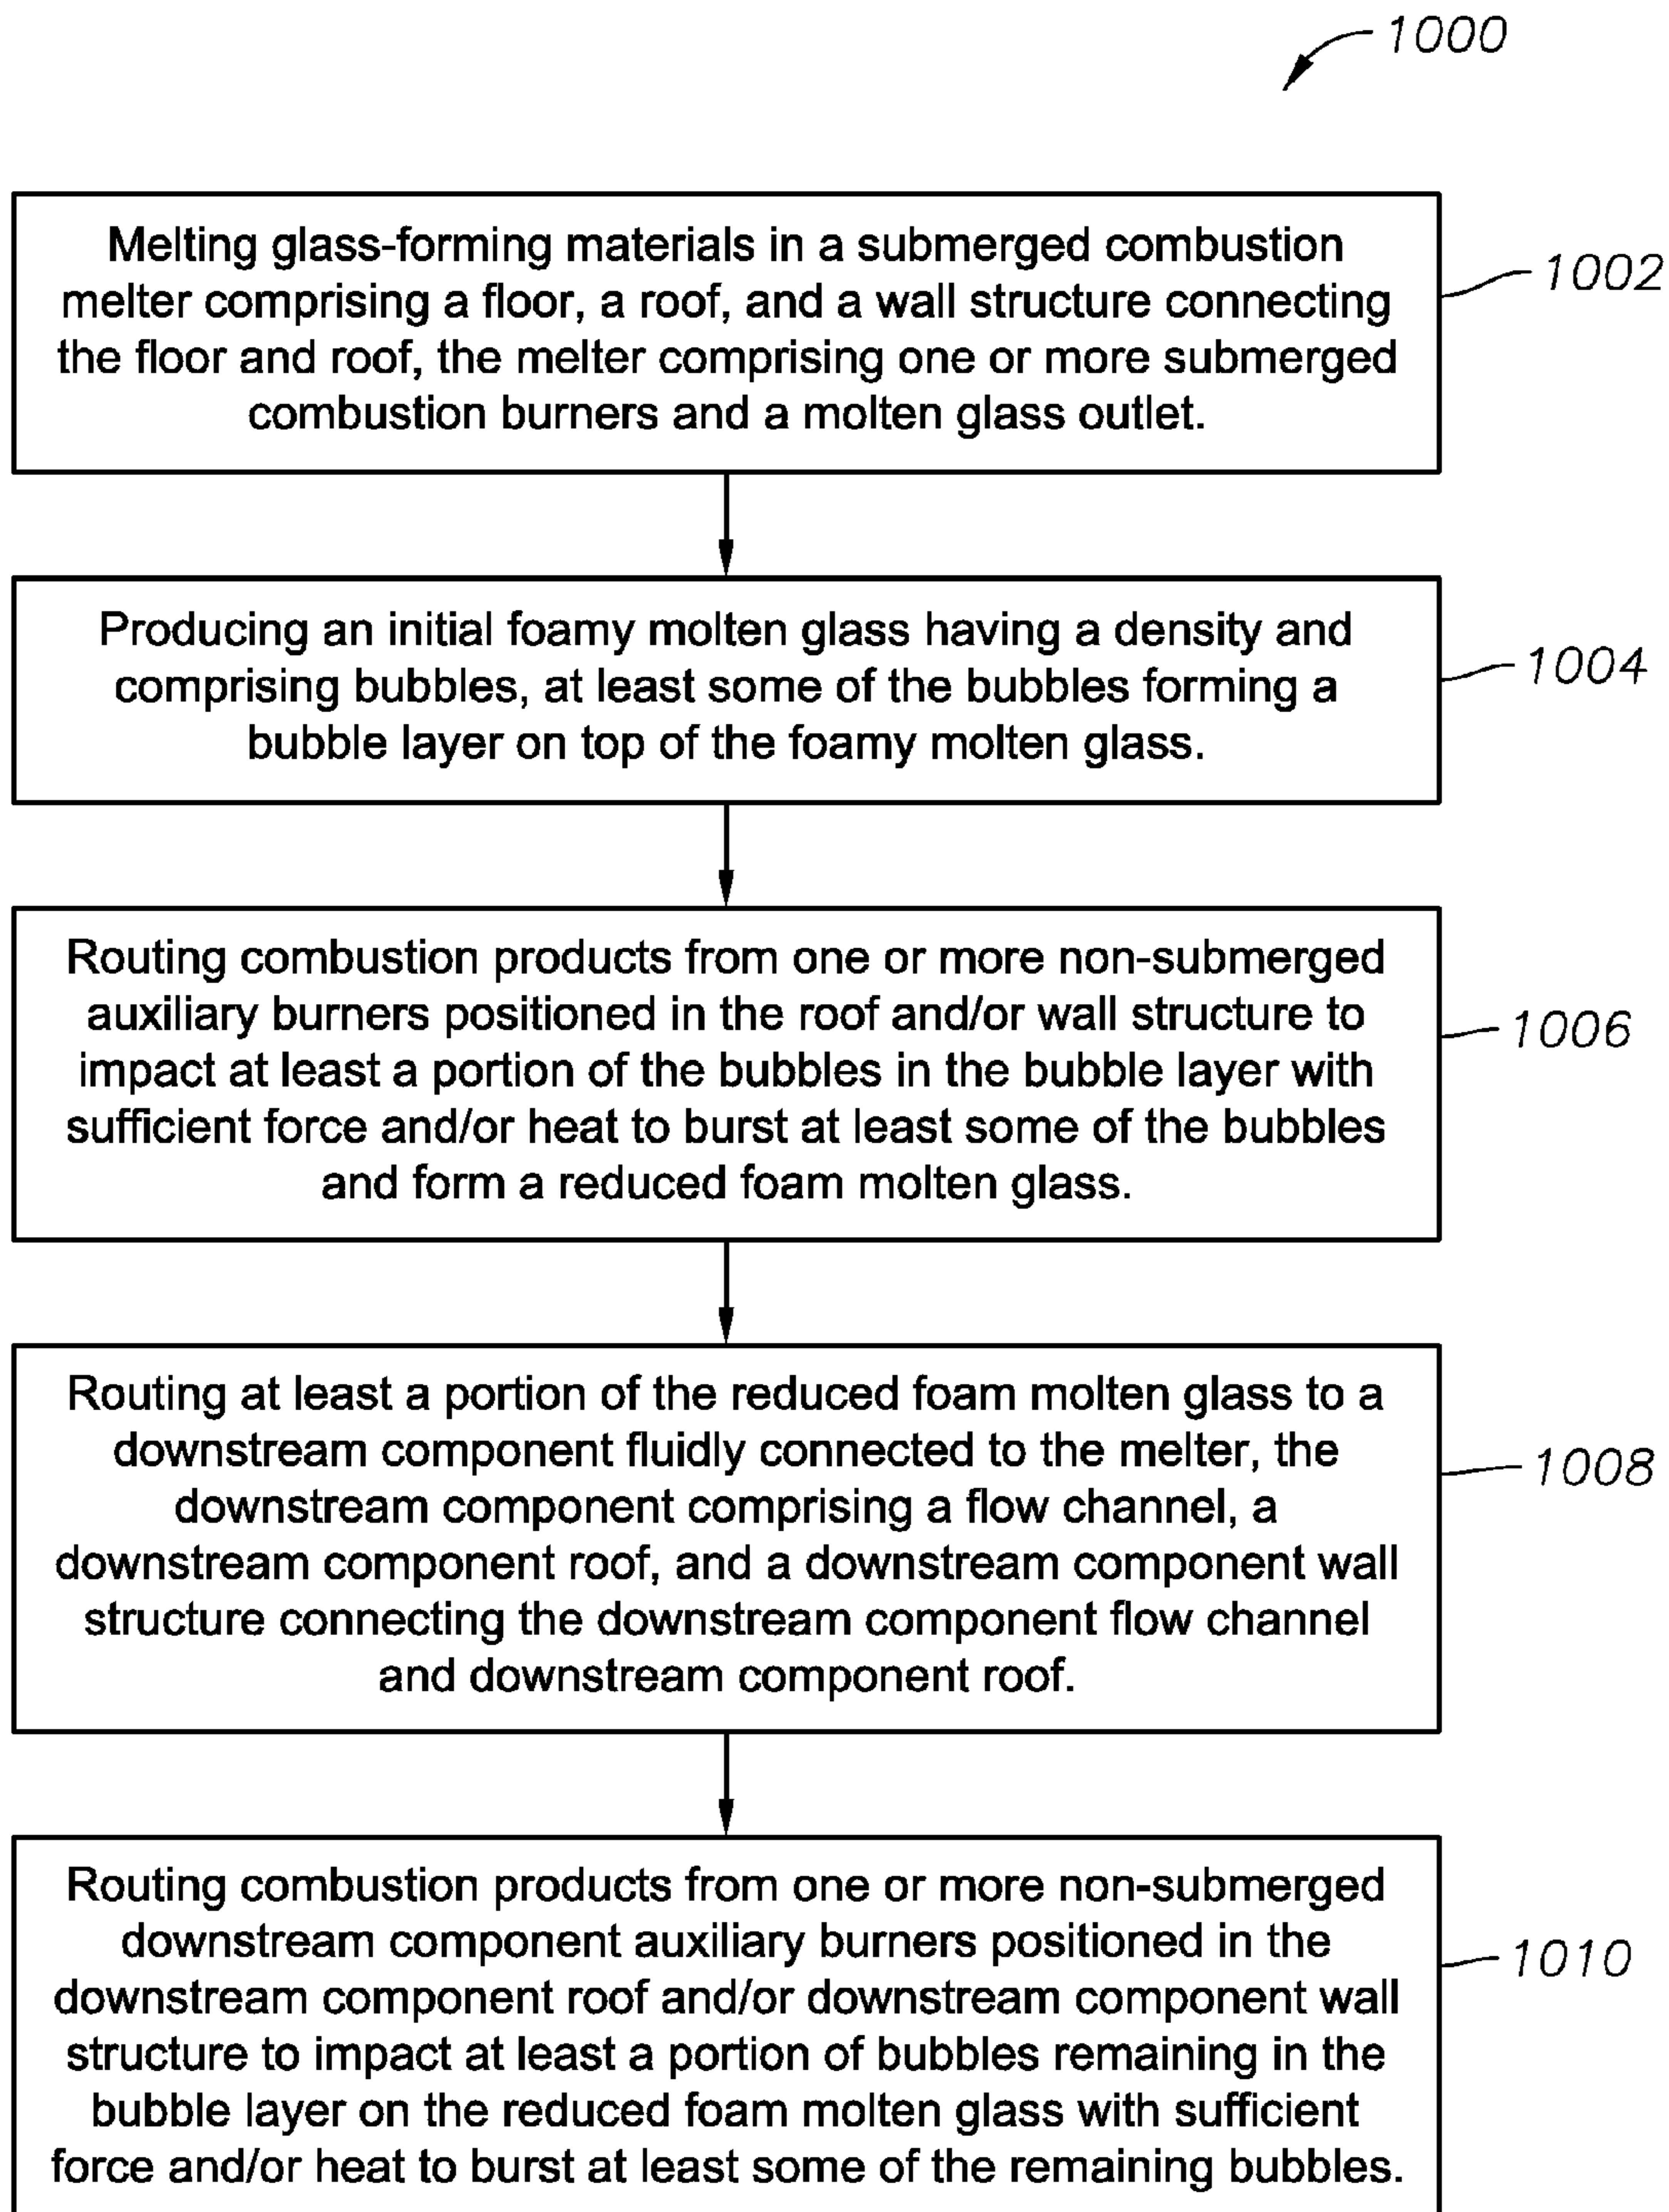 1000
Melting glass-forming materials in a submerged combustion
melter comprising a floor, a roof, and a wall structure connecting
the floor and roof, the melter comprising one or more submerged
combustion burners and a molten glass outlet.
1002
Producing an initial foamy molten glass having a density and
comprising bubbles, at least some of the bubbles forming a
bubble layer on top of the foamy molten glass.
1004
Routing combustion products from one or more non-submerged
auxiliary burners positioned in the roof and/or wall structure to
impact at least a portion of the bubbles in the bubble layer with
sufficient force and/or heat to burst at least some of the bubbles
and form a reduced foam molten glass.
1006
Routing at least a portion of the reduced foam molten glass to a
downstream component fluidly connected to the melter, the
downstream component comprising a flow channel, a
downstream component roof, and a downstream component wall
structure connecting the downstream component flow channel
and downstream component roof.
1008
Routing combustion products from one or more non-submerged
downstream component auxiliary burners positioned in the
downstream component roof and/or downstream component wall
structure to impact at least a portion of bubbles remaining in the
bubble layer on the reduced foam molten glass with sufficient
force and/or heat to burst at least some of the remaining bubbles.
1010